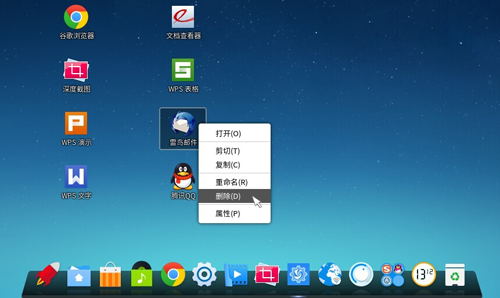 谷歌浏览器
文档查看器
深度截图
WPS 表格
WPS 演示
雷鸟邮件
WPS 文字
腾讯QQ
打开(O)
剪切(T)
复制(C)
重命名(R)
删除(D)
属性(P)
13 12